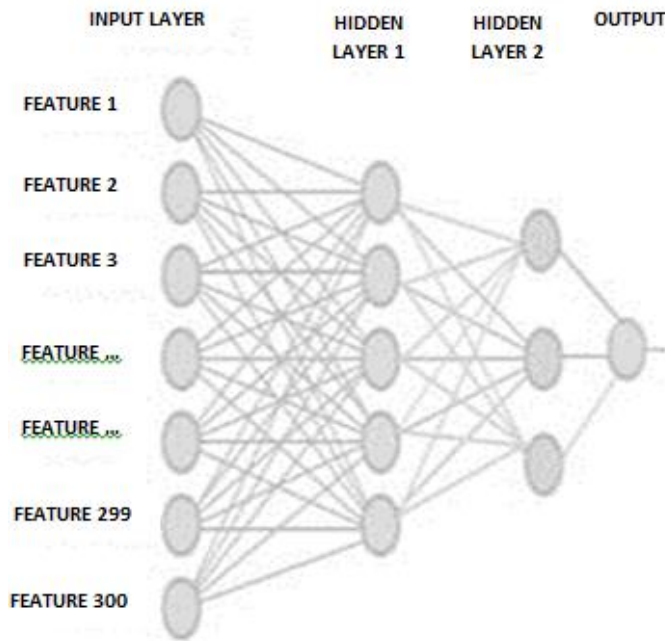 INPUT LAYER
HIDDEN
LAYER 1
HIDDEN
LAYER 2
OUTPUT
FEATURE 1
FEATURE 2
FEATURE 3
FEATURE ...
FEATURE ...
FEATURE 299
FEATURE 300